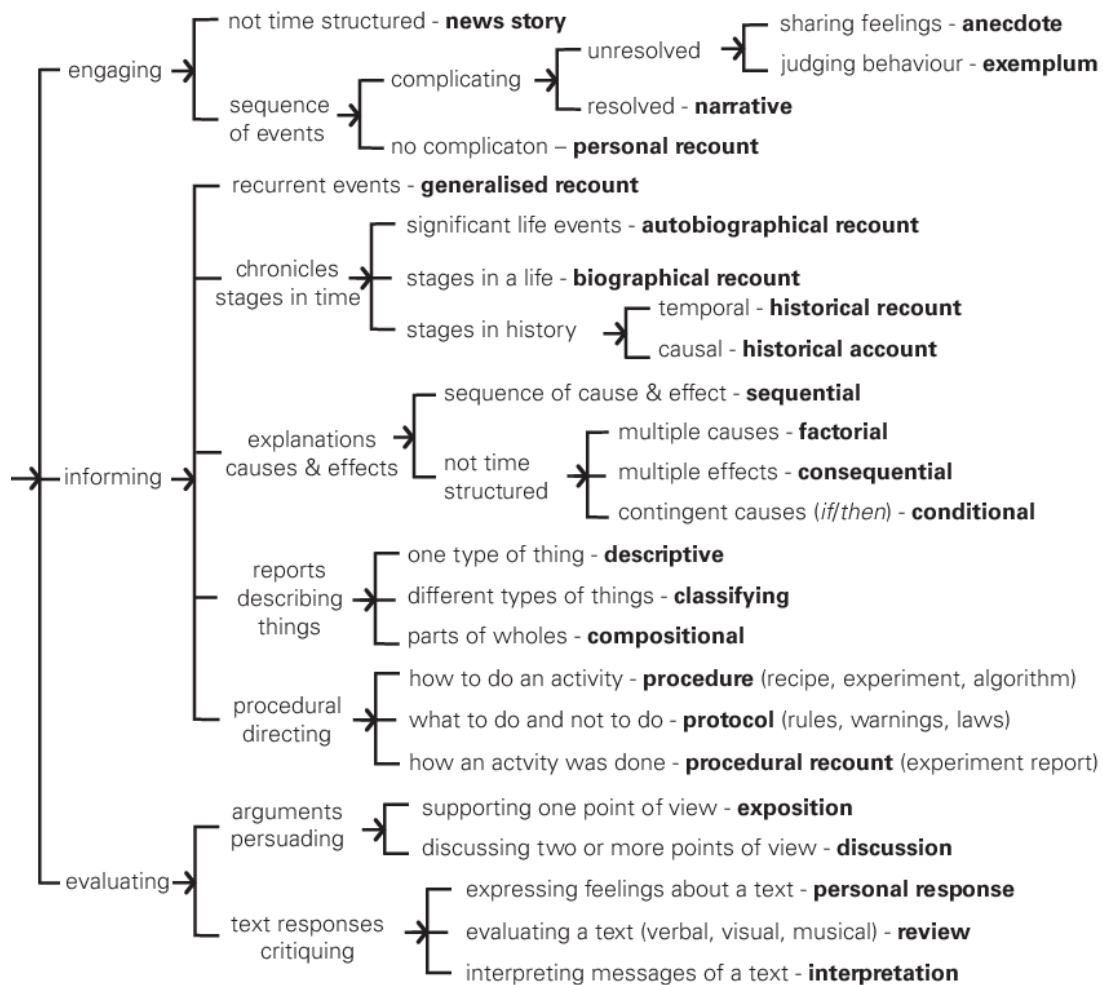 not time structured - news story
sharing feelings - anecdote
unresolved
engaging
complicating
judging behaviour - exemplum
sequence
of events
resolved - narrative
no complicaton – personal recount
recurrent events - generalised recount
significant life events - autobiographical recount
chronicles
stages in time
stages in a life - biographical recount
temporal - historical recount
stages in history
causal - historical account
sequence of cause & effect - sequential
explanations
causes & effects
multiple causes - factorial
informing
not time
structured
multiple effects - consequential
contingent causes (if/then) - conditional
one type of thing - descriptive
reports
describing
things
different types of things - classifying
parts of wholes - compositional
how to do an activity - procedure (recipe, experiment, algorithm)
procedural
directing
what to do and not to do - protocol (rules, warnings, laws)
how an actvity was done - procedural recount (experiment report)
arguments
persuading
supporting one point of view - exposition
discussing two or more points of view - discussion
evaluating
expressing feelings about a text - personal response
text responses
critiquing
evaluating a text (verbal, visual, musical) - review
interpreting messages of a text - interpretation